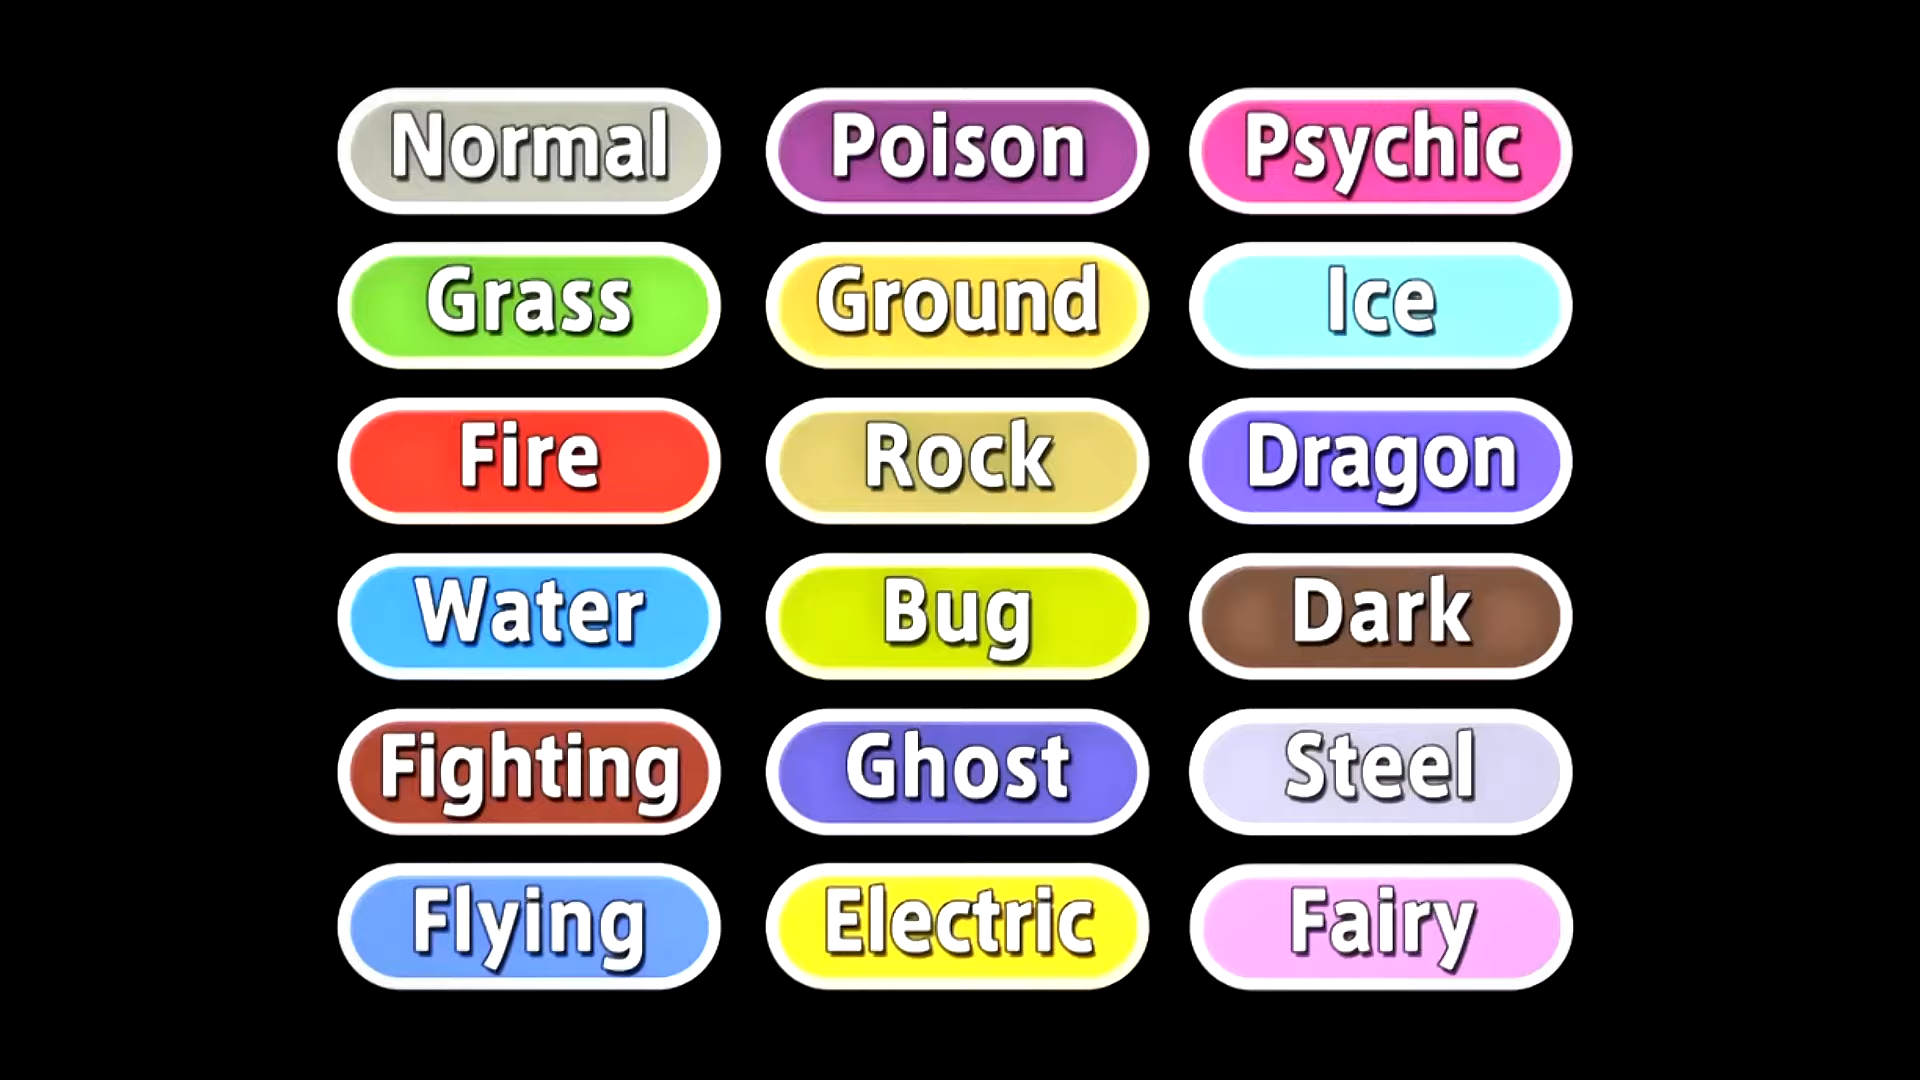 Normal
Poison
Psychic
Grass
Ground
Ice
Fire
Rock
Dragon
Water
Bug
Dark
Fighting
Ghost
Steel
Flying
Electric
Fairy